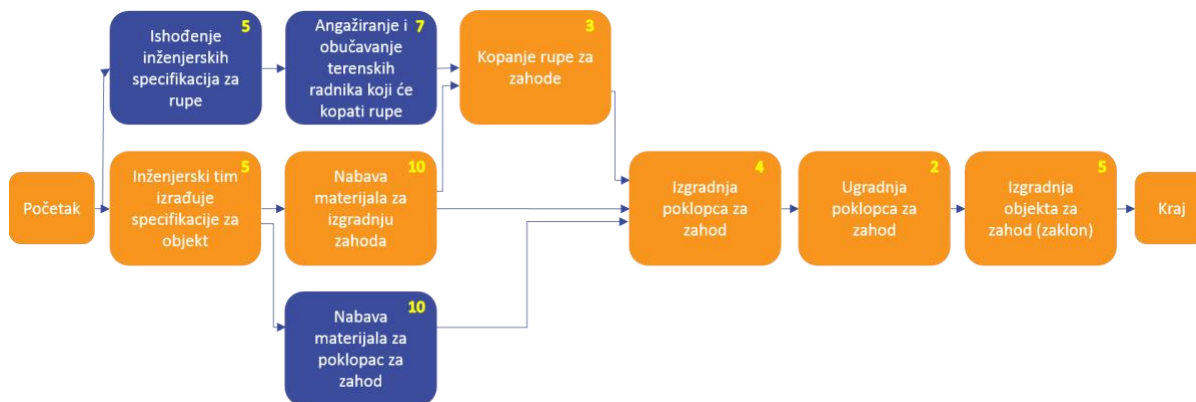 5
Ishođenje
inženjerskih
specifikacija za
rupe
7
Angažiranje i
obučavanje
terenskih
radnika koji će
kopati rupe
3
Kopanje rupe za
zahode
Početak
5
Inženjerski tim
izrađuje
specifikacije za
objekt
10
Nabava
materijala za
izgradnju
zahoda
4
Izgradnja
poklopca za
zahod
2
Ugradnja
poklopca za
zahod
5
Izgradnja
objekta za
zahod (zaklon)
Kraj
10
Nabava
materijala za
poklopac za
zahod